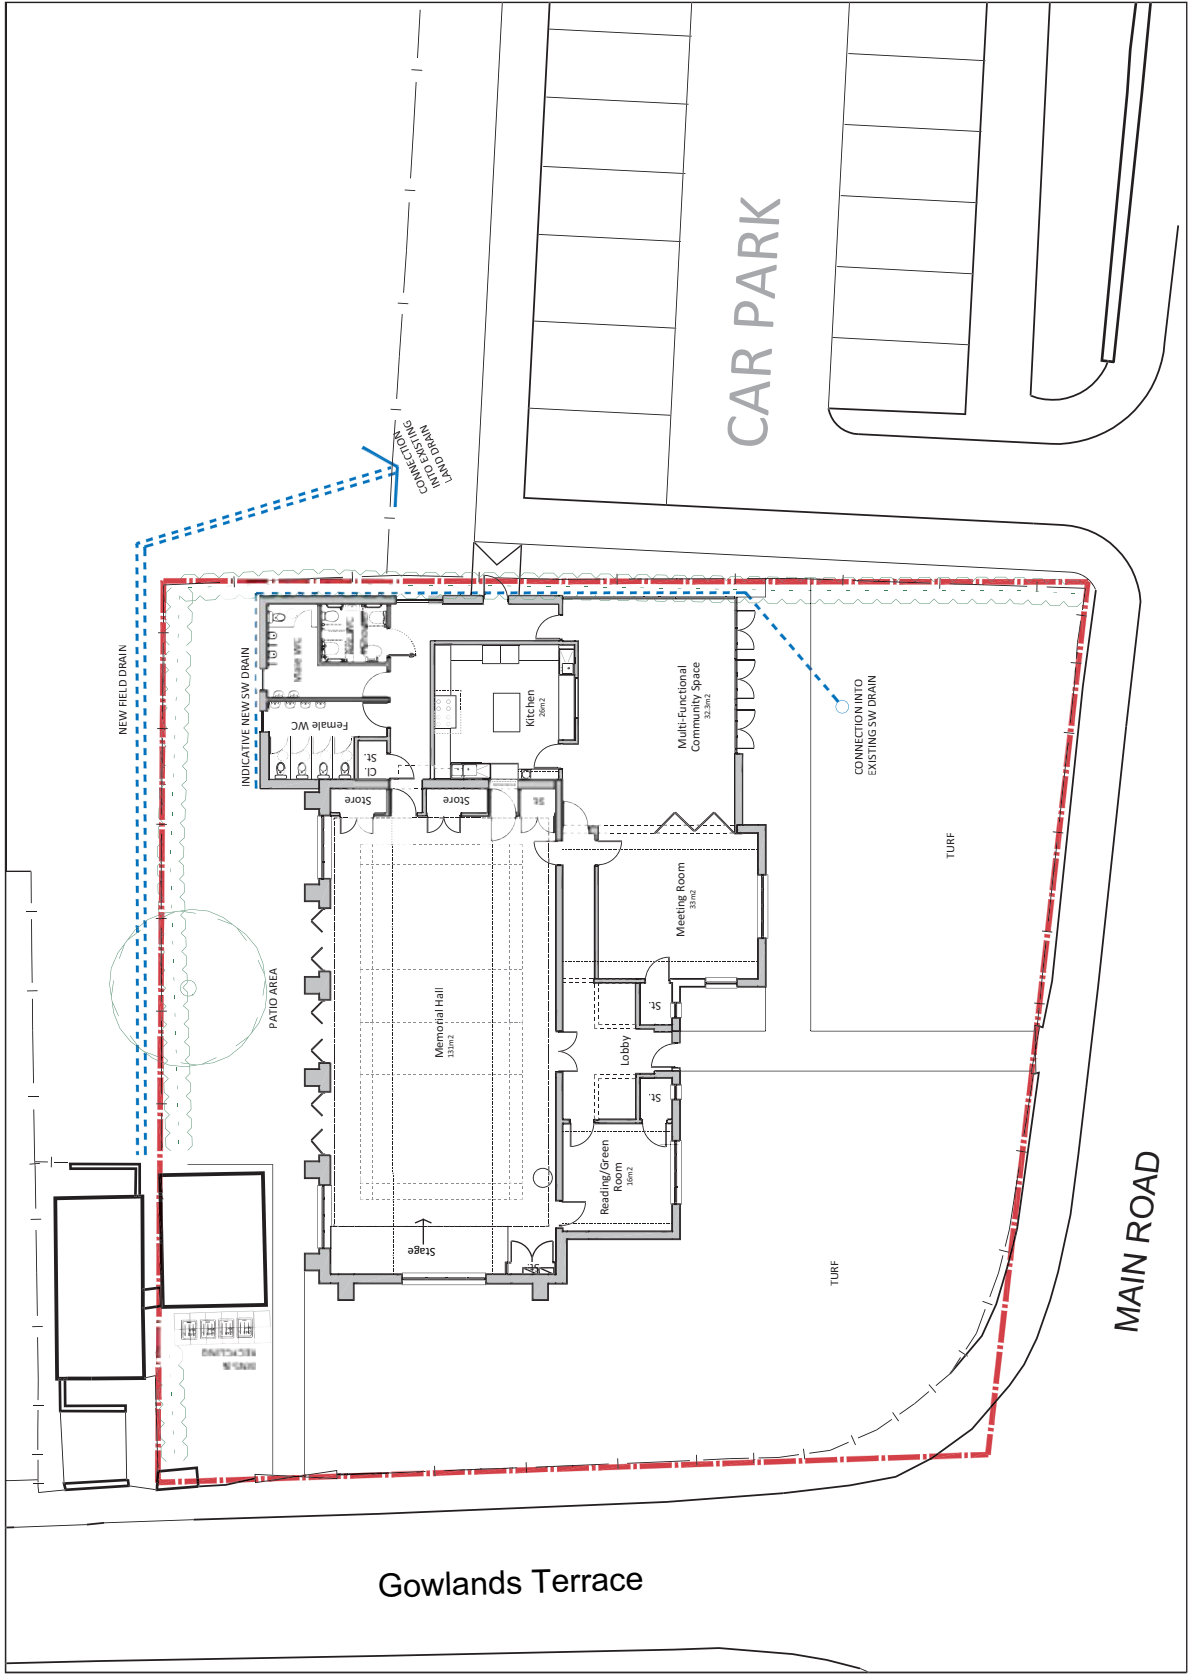 CAR PARK
CONNECTION
INTO EXISTING
LAND DRAIN
NEW FIELD DRAIN
INDICATIVE NEW SW DRAIN
Male WC
Female WC
Cl.
St.
Kitchen
26m2
Multi-Functional
Community Space
32.3m2
CONNECTION INTO
EXISTING SW DRAIN
Store
Store
St
TURF
Meeting Room
33m2
PATIO AREA
Memorial Hall
131m2
St.
Lobby
St.
Reading/Green
Room
16m2
Stage
St.
TURF
BINS &
RECYCLING
MAIN ROAD
Gowlands Terrace